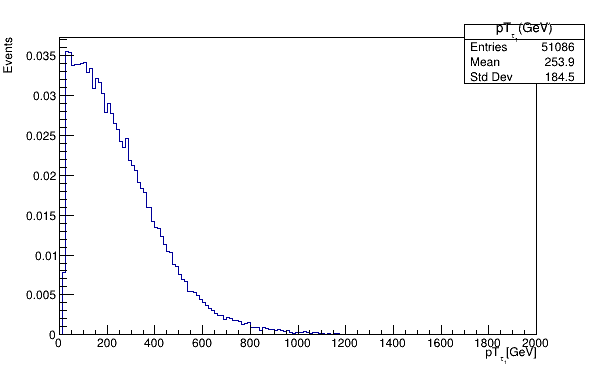 pT_τ₁(GeV)
Entries 51086
Mean 253.9
Std Dev 184.5
Events
0.035
0.03
0.025
0.02
0.015
0.01
0.005
0
0 200 400 600 800 1000 1200 1400 1600 1800 2000
pT_τ₁[GeV]